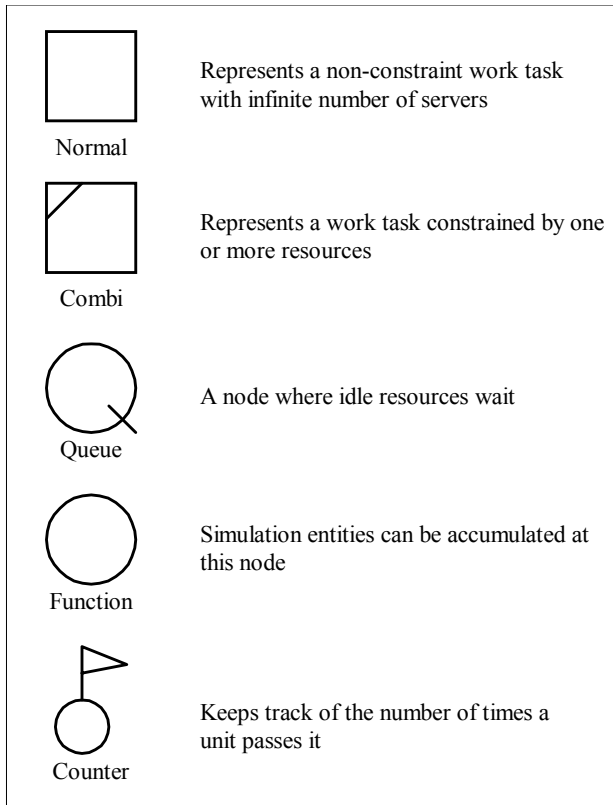 Represents a non-constraint work task
with infinite number of servers
Normal
Represents a work task constrained by one
or more resources
Combi
A node where idle resources wait
Queue
Simulation entities can be accumulated at
this node
Function
Keeps track of the number of times a
unit passes it
Counter